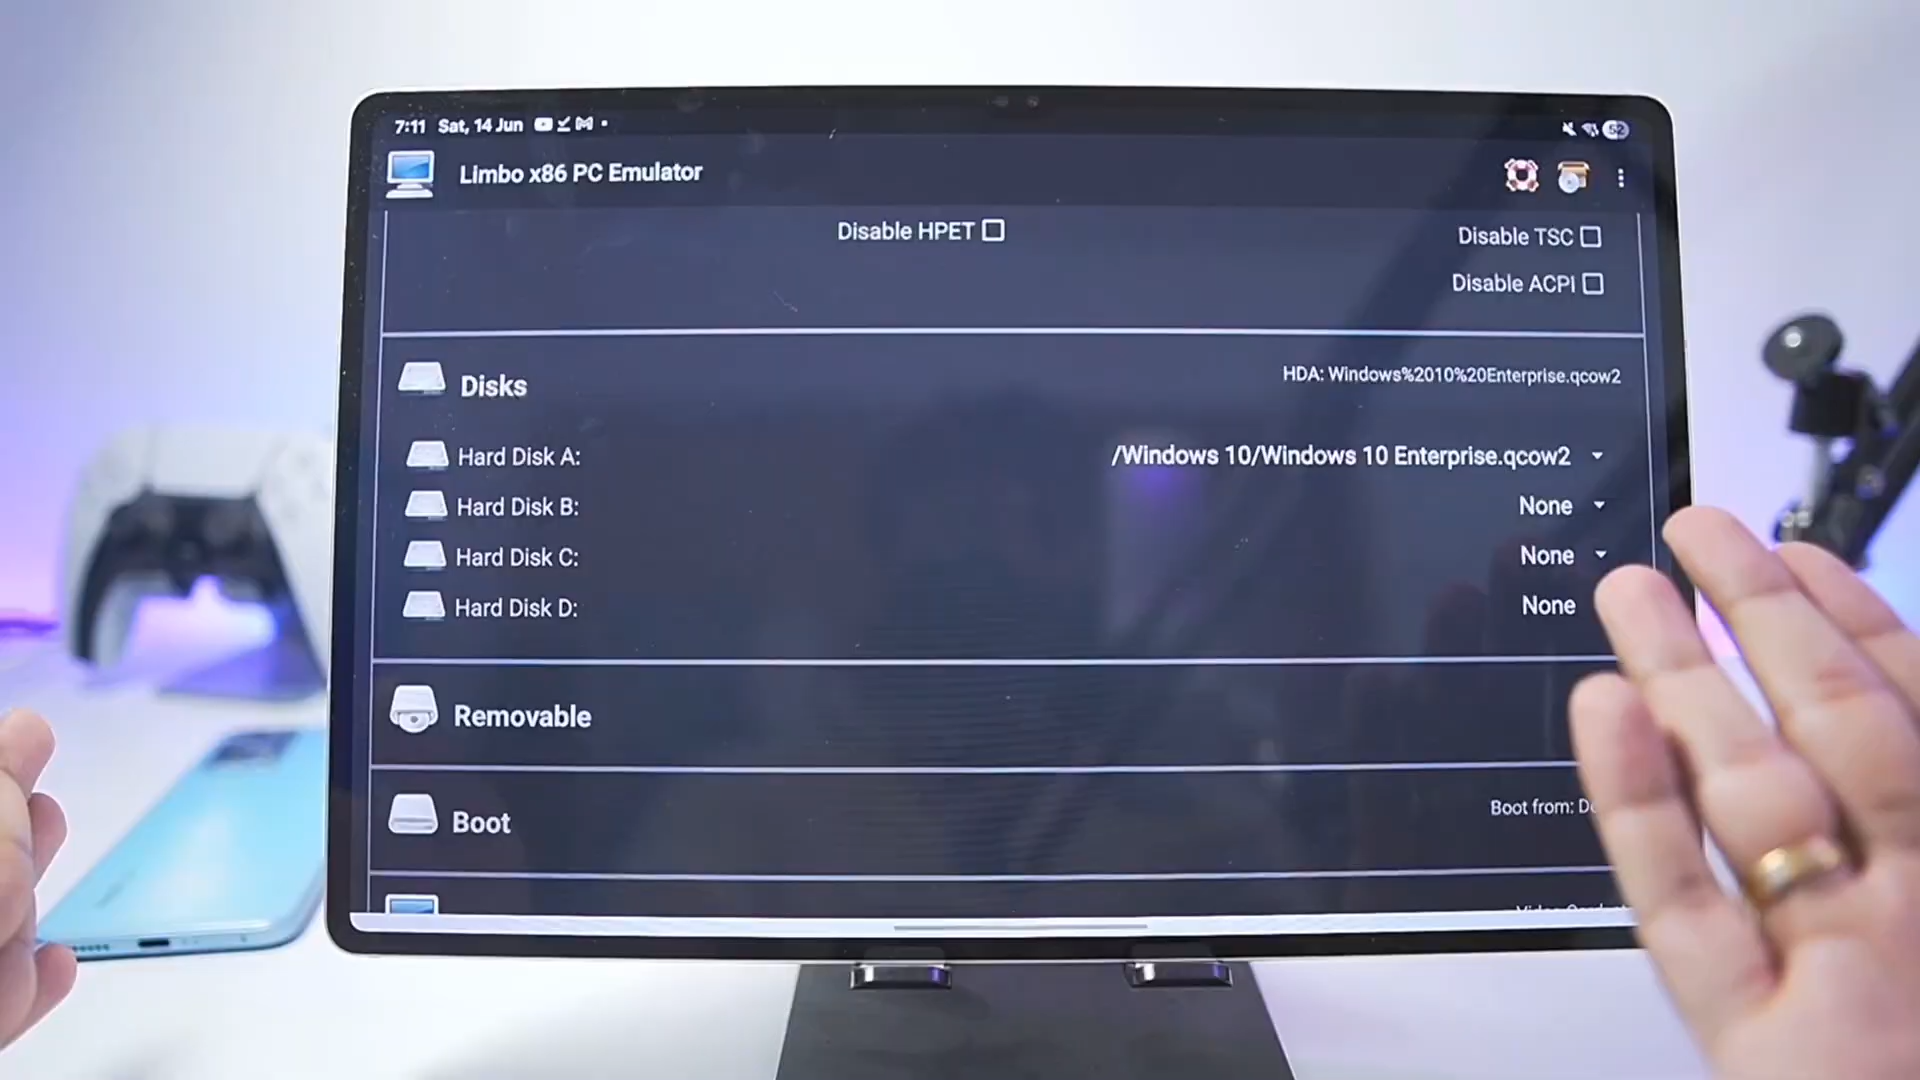 7:11 Sat, 14 Jun
52
Limbo x86 PC Emulator
Disable HPET
Disable TSC
Disable ACPI
Disks
HDA: Windows%2010%20Enterprise.qcow2
Hard Disk A:
/Windows 10/Windows 10 Enterprise.qcow2
Hard Disk B:
None
Hard Disk C:
None
Hard Disk D:
None
Removable
Boot
Boot from: